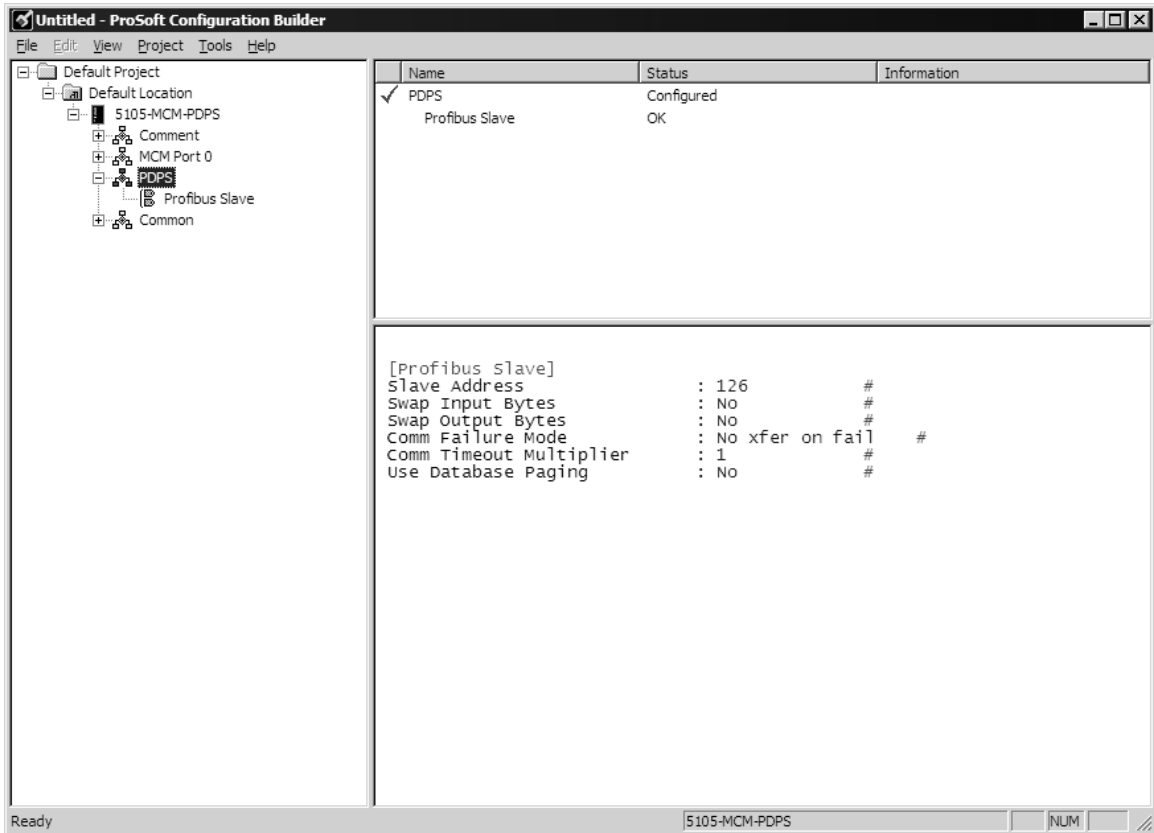 Untitled - ProSoft Configuration Builder
File Edit View Project Tools Help
Default Project
Default Location
5105-MCM-PDPS
Comment
MCM Port 0
PDPS
Profibus Slave
Common
Name Status Information
PDPS Configured
Profibus Slave OK
[Profibus Slave]
Slave Address : 126 #
Swap Input Bytes : No #
Swap Output Bytes : No #
Comm Failure Mode : No xfer on fail #
Comm Timeout Multiplier : 1 #
Use Database Paging : No #
Ready 5105-MCM-PDPS NUM